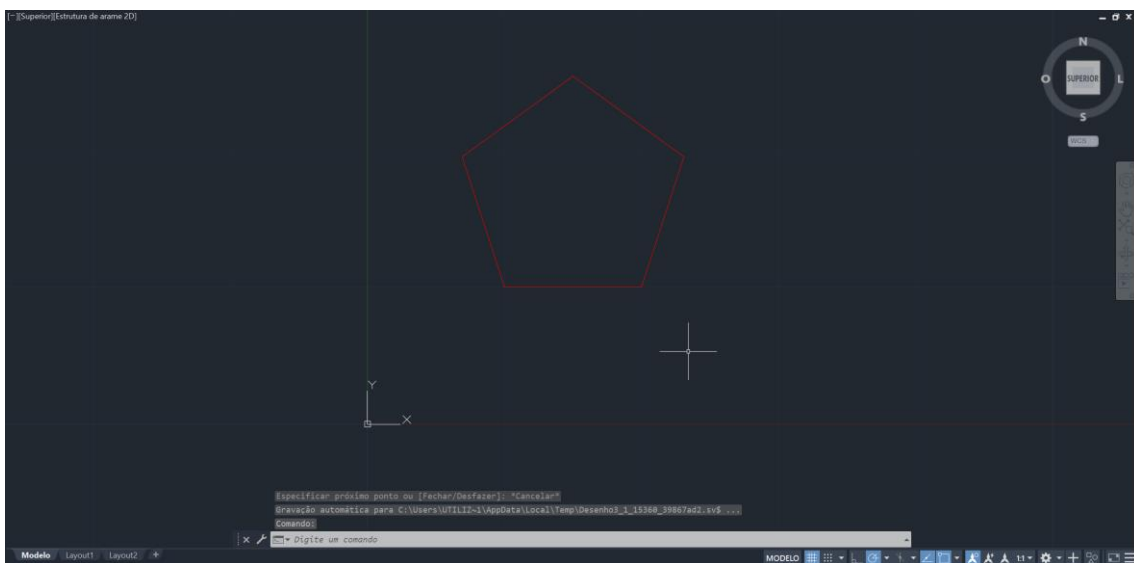 [−][Superior][Estrutura de arame 2D]
N
O
SUPERIOR
L
S
WCS
Y
X
Especificar próximo ponto ou [Fechar/Desfazer]: *Cancelar*
Gravação automática para C:\Users\UTILIZ~1\AppData\Local\Temp\Desenho3_1_15360_39867ad2.sv$ ...
Comando:
Digite um comando
Modelo Layout1 Layout2 +
MODELO 1:1